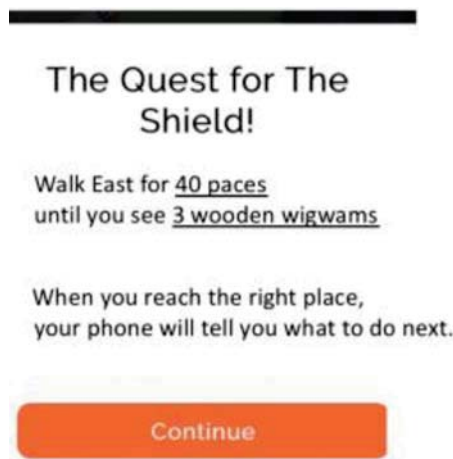 The Quest for The
Shield!
Walk East for 40 paces
until you see 3 wooden wigwams
When you reach the right place,
your phone will tell you what to do next.
Continue